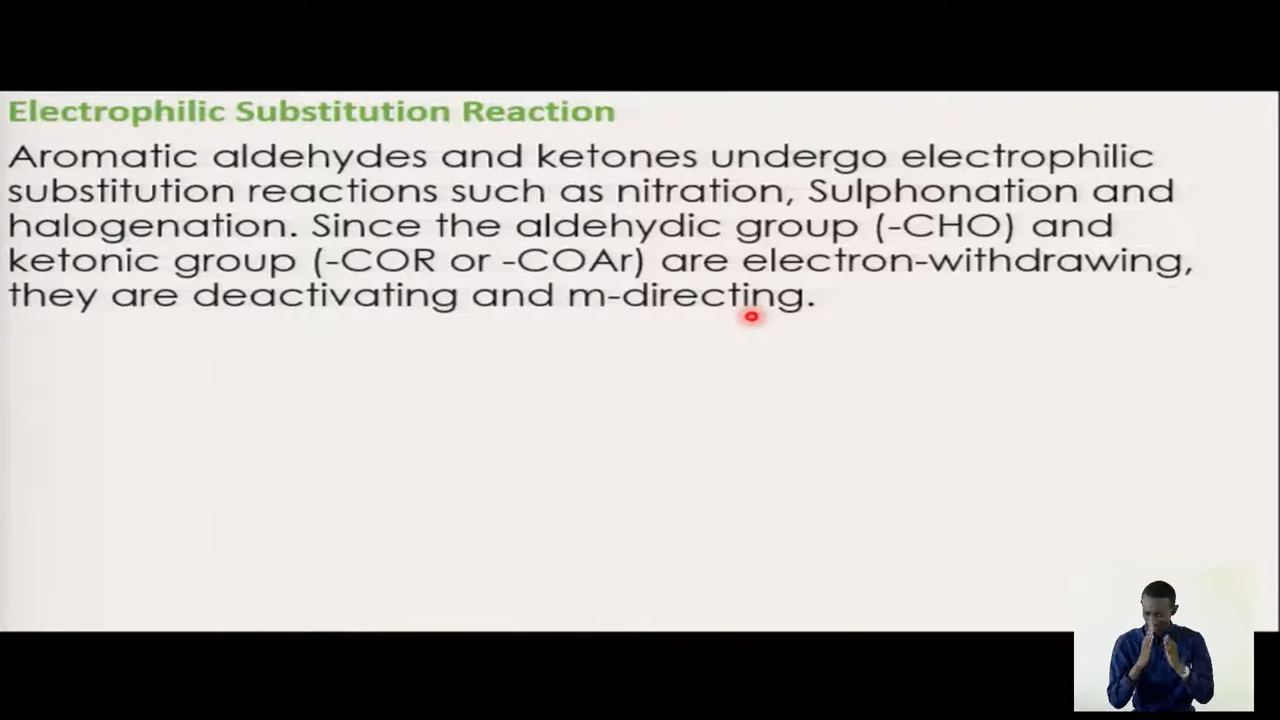 Electrophilic Substitution Reaction
Aromatic aldehydes and ketones undergo electrophilic
substitution reactions such as nitration, Sulphonation and
halogenation. Since the aldehydic group (-CHO) and
ketonic group (-COR or -COAr) are electron-withdrawing,
they are deactivating and m-directing.